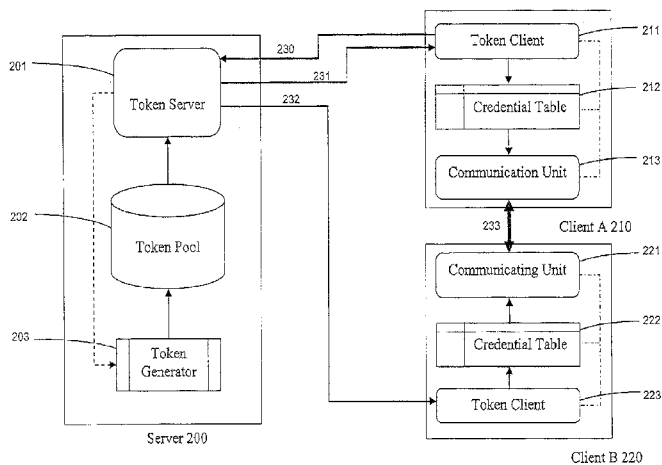 201
Token Server
202
Token Pool
203
Token
Generator
Server 200
230
231
232
Token Client
211
Credential Table
212
Communication Unit
213
Client A 210
233
Communicating Unit
221
Credential Table
222
Token Client
223
Client B 220